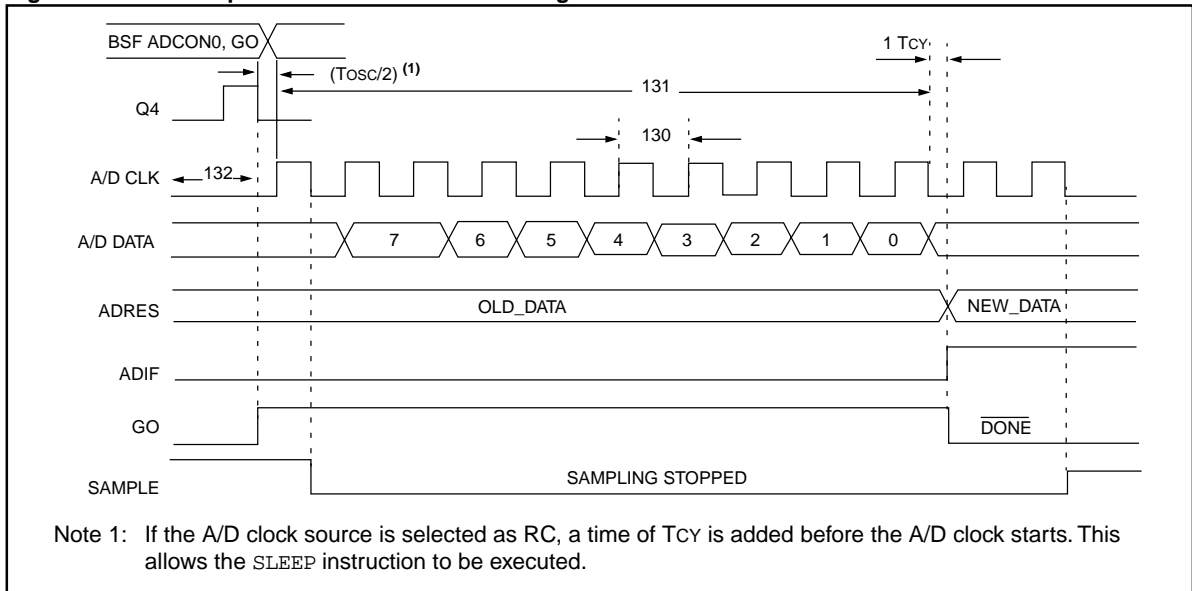 BSF ADCON0, GO
1 TCY
(TOSC/2) (1)
131
Q4
130
A/D CLK
132
A/D DATA
7 6 5 4 3 2 1 0
ADRES
OLD_DATA
NEW_DATA
ADIF
GO
DONE
SAMPLE
SAMPLING STOPPED
Note 1: If the A/D clock source is selected as RC, a time of TCY is added before the A/D clock starts. This
allows the SLEEP instruction to be executed.